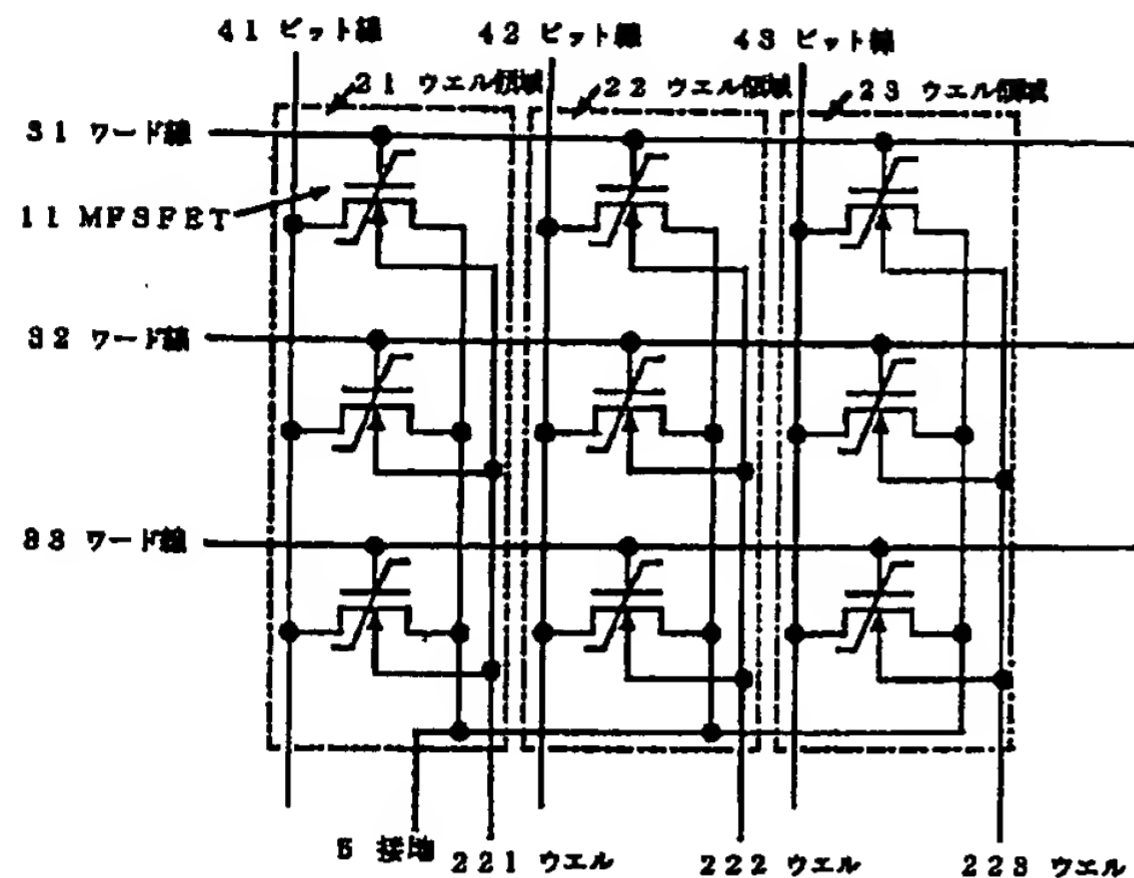 41 ビット線
42 ビット線
43 ビット線
21 ウエル領域
22 ウエル領域
23 ウエル領域
31 ワード線
11 MFSFET
32 ワード線
33 ワード線
5 接地
221 ウエル
222 ウエル
223 ウエル